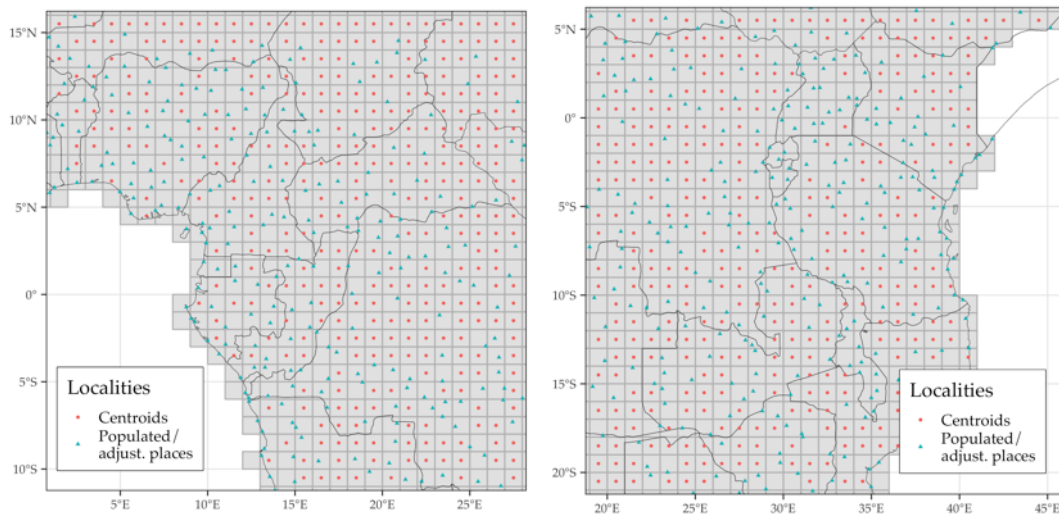 15°N
10°N
5°N
0°
5°S
10°S
5°E
10°E
15°E
20°E
25°E
Localities
Centroids
Populated/
adjust. places
5°N
0°
5°S
10°S
15°S
20°S
20°E
25°E
30°E
35°E
40°E
45°E
Localities
Centroids
Populated/
adjust. places